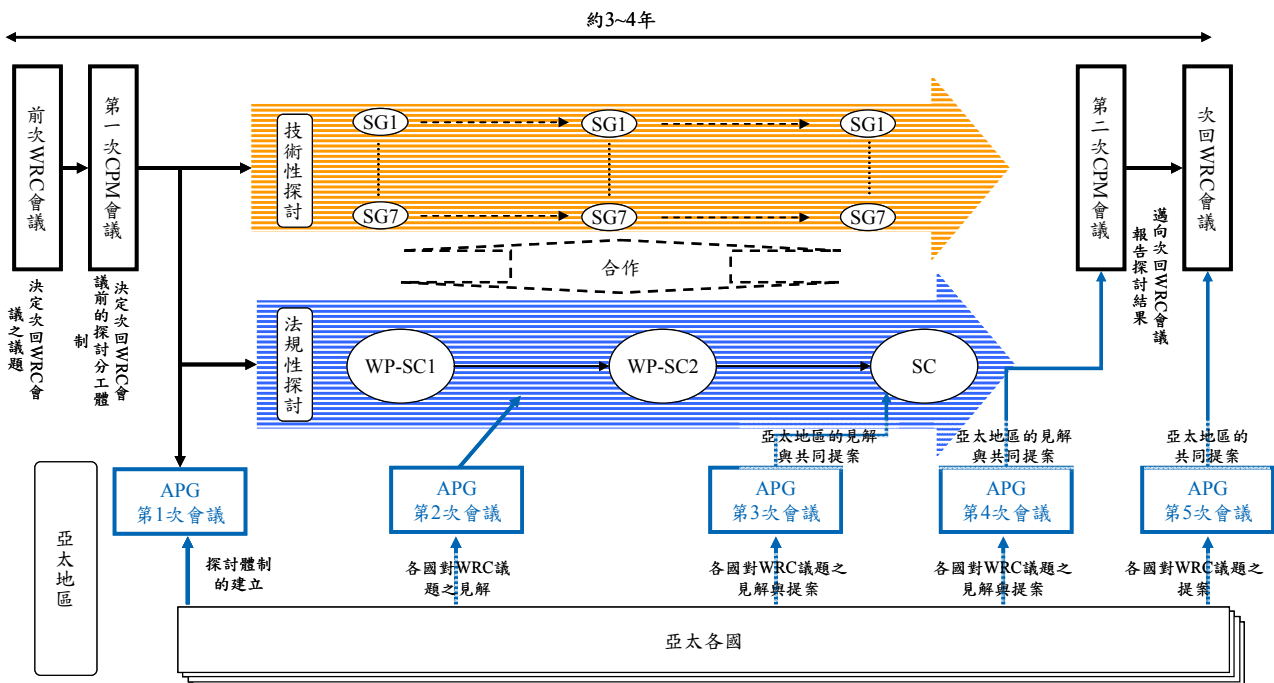 約3~4年
前次WRC會議
決定次回WRC會
議之議題
第一次CPM會議
決定次回WRC會
議前的探討分工體
制
技術性探討
SG1
SG1
SG1
SG7
SG7
SG7
合作
法規性探討
WP-SC1
WP-SC2
SC
第二次CPM會議
邁向次回WRC會議
報告探討結果
次回WRC會議
亞太地區的見解
與共同提案
亞太地區的見解
與共同提案
亞太地區的
共同提案
亞太地區
APG
第1次會議
APG
第2次會議
APG
第3次會議
APG
第4次會議
APG
第5次會議
探討體制
的建立
各國對WRC議
題之見解
各國對WRC議題之
見解與提案
各國對WRC議題之
見解與提案
各國對WRC議題之
提案
亞太各國